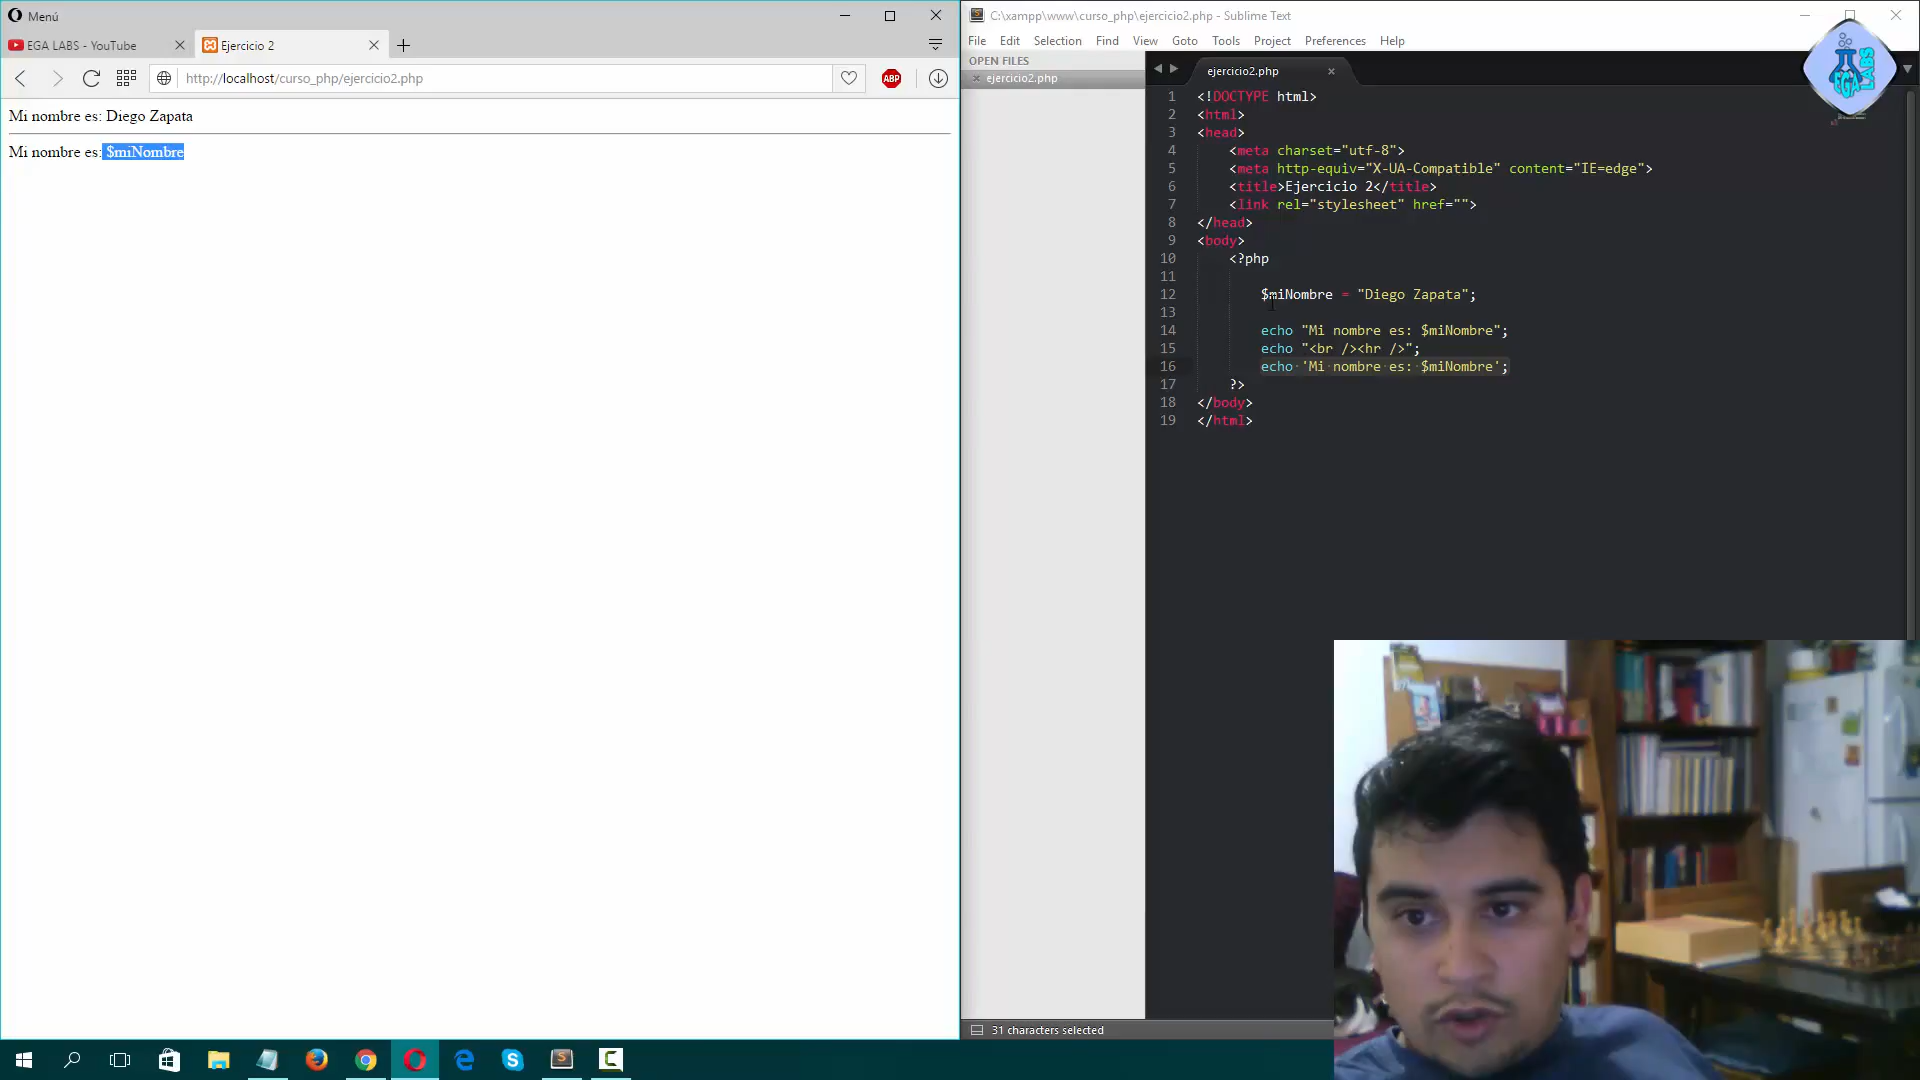 Menú
EGA LABS - YouTube
Ejercicio 2
http://localhost/curso_php/ejercicio2.php
ABP
Mi nombre es: Diego Zapata
Mi nombre es: $miNombre
C:\xampp\www\curso_php\ejercicio2.php - Sublime Text
File Edit Selection Find View Goto Tools Project Preferences Help
OPEN FILES
ejercicio2.php
ejercicio2.php
1 <!DOCTYPE html>
2 <html>
3 <head>
4 <meta charset="utf-8">
5 <meta http-equiv="X-UA-Compatible" content="IE=edge">
6 <title>Ejercicio 2</title>
7 <link rel="stylesheet" href="">
8 </head>
9 <body>
10 <?php
11
12 $miNombre = "Diego Zapata";
13
14 echo "Mi nombre es: $miNombre";
15 echo "<br /><hr />";
16 echo 'Mi nombre es: $miNombre';
17 ?>
18 </body>
19 </html>
EGA LABS
31 characters selected